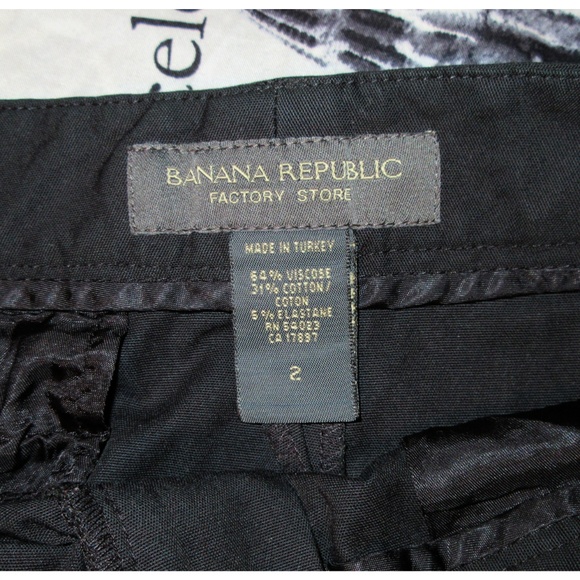 cel
BANANA REPUBLIC
FACTORY STORE
MADE IN TURKEY
64% VISCOSE
31% COTTON/
COTON
5% ELASTANE
RN 54023
CA 17897
2